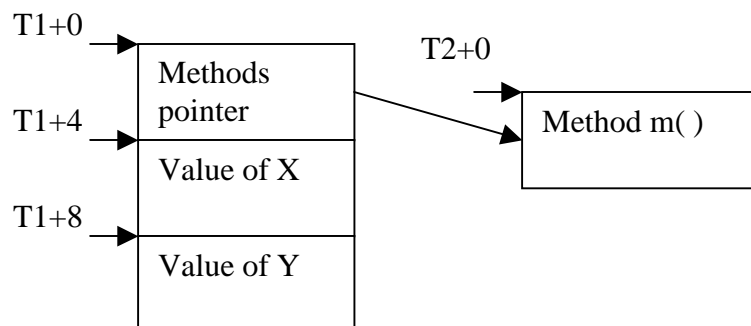 T1+0
Methods
pointer
T1+4
Value of X
T1+8
Value of Y
T2+0
Method m( )